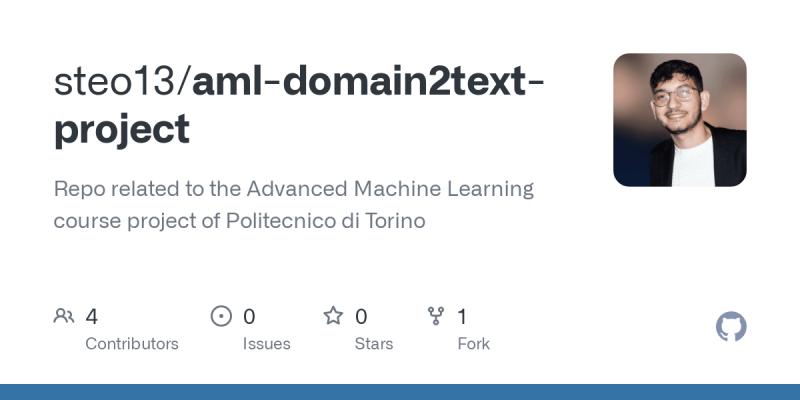 steo13/aml-domain2text-
project
Repo related to the Advanced Machine Learning
course project of Politecnico di Torino
4 0 0 1
Contributors Issues Stars Fork